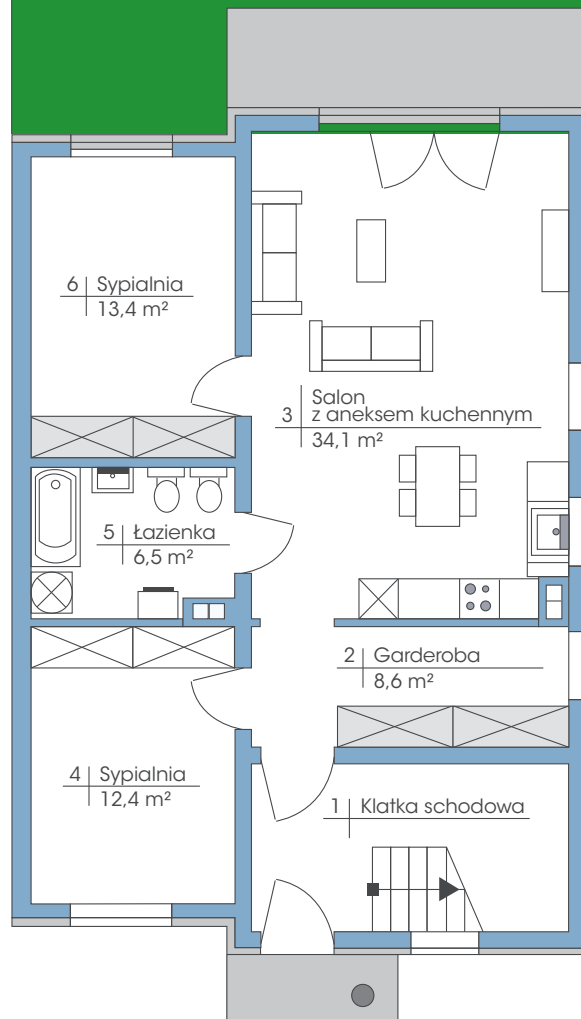 6 | Sypialnia
13,4 m²
3 | Salon
z aneksem kuchennym
34,1 m²
5 | Łazienka
6,5 m²
2 | Garderoba
8,6 m²
4 | Sypialnia
12,4 m²
1 | Klatka schodowa